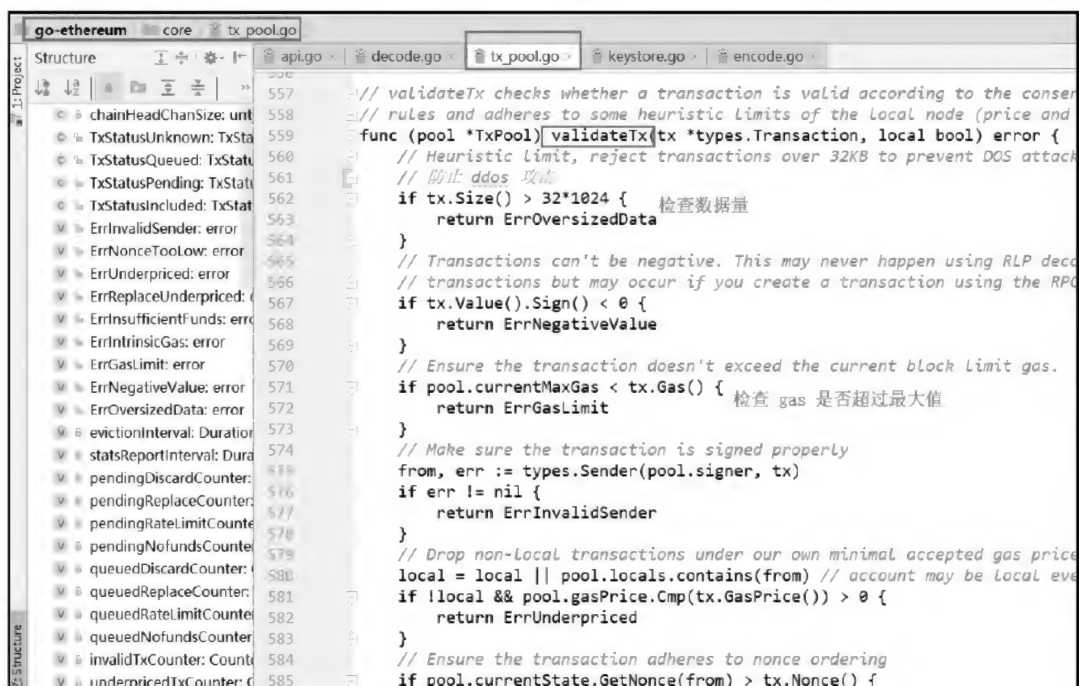 go-ethereum core tx_pool.go
1: Project
Structure
api.go
decode.go
tx_pool.go
keystore.go
encode.go
chainHeadChanSize: unt
TxStatusUnknown: TxSta
TxStatusQueued: TxStatu
TxStatusPending: TxStatu
TxStatusIncluded: TxStat
ErrInvalidSender: error
ErrNonceTooLow: error
ErrUnderpriced: error
ErrReplaceUnderpriced:
ErrInsufficientFunds: erro
ErrIntrinsicGas: error
ErrGasLimit: error
ErrNegativeValue: error
ErrOversizedData: error
evictionInterval: Duration
statsReportInterval: Dura
pendingDiscardCounter:
pendingReplaceCounter:
pendingRateLimitCounte
pendingNofundsCounte
queuedDiscardCounter:
queuedReplaceCounter:
queuedRateLimitCounte
queuedNofundsCounter
invalidTxCounter: Counte
underpricedTxCounter: C
7: Structure
557 // validateTx checks whether a transaction is valid according to the consen
558 // rules and adheres to some heuristic limits of the local node (price and
559 func (pool *TxPool) validateTx(tx *types.Transaction, local bool) error {
560 // Heuristic limit, reject transactions over 32KB to prevent DOS attack
561 // 防止 ddos 攻击
562 if tx.Size() > 32*1024 { 检查数据量
563 return ErrOversizedData
564 }
565 // Transactions can't be negative. This may never happen using RLP deco
566 // transactions but may occur if you create a transaction using the RPC
567 if tx.Value().Sign() < 0 {
568 return ErrNegativeValue
569 }
570 // Ensure the transaction doesn't exceed the current block limit gas.
571 if pool.currentMaxGas < tx.Gas() { 检查 gas 是否超过最大值
572 return ErrGasLimit
573 }
574 // Make sure the transaction is signed properly
575 from, err := types.Sender(pool.signer, tx)
576 if err != nil {
577 return ErrInvalidSender
578 }
579 // Drop non-local transactions under our own minimal accepted gas price
580 local = local || pool.locals.contains(from) // account may be local eve
581 if !local && pool.gasPrice.Cmp(tx.GasPrice()) > 0 {
582 return ErrUnderpriced
583 }
584 // Ensure the transaction adheres to nonce ordering
585 if pool.currentState.GetNonce(from) > tx.Nonce() {